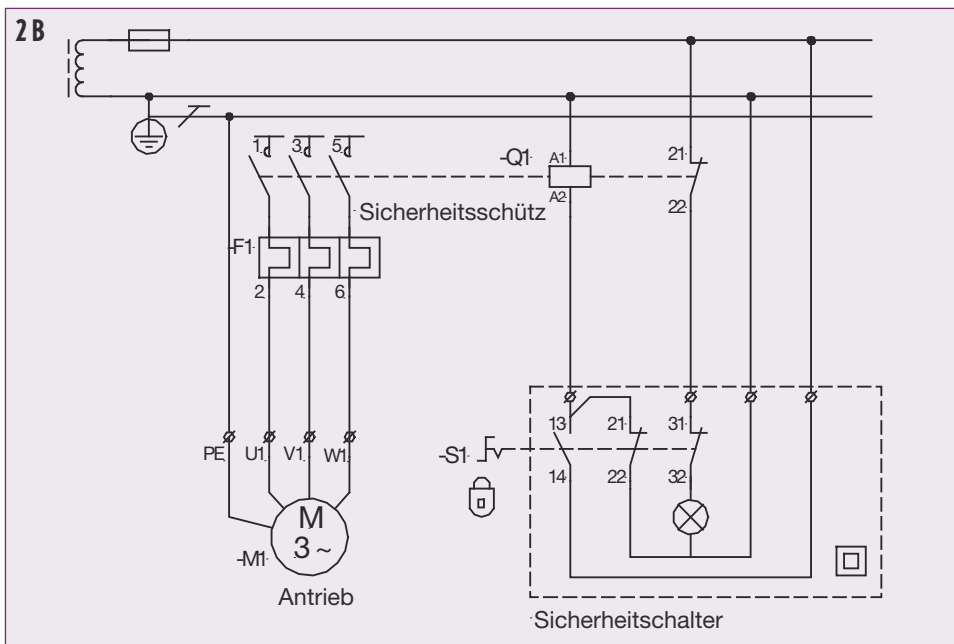 2B
1 3 5
-Q1
A1
A2
21
22
Sicherheitsschütz
-F1
2 4 6
13 21 31
-S1
14 22 32
PE U1 V1 W1
M
3 ~
-M1
Antrieb
Sicherheitschalter